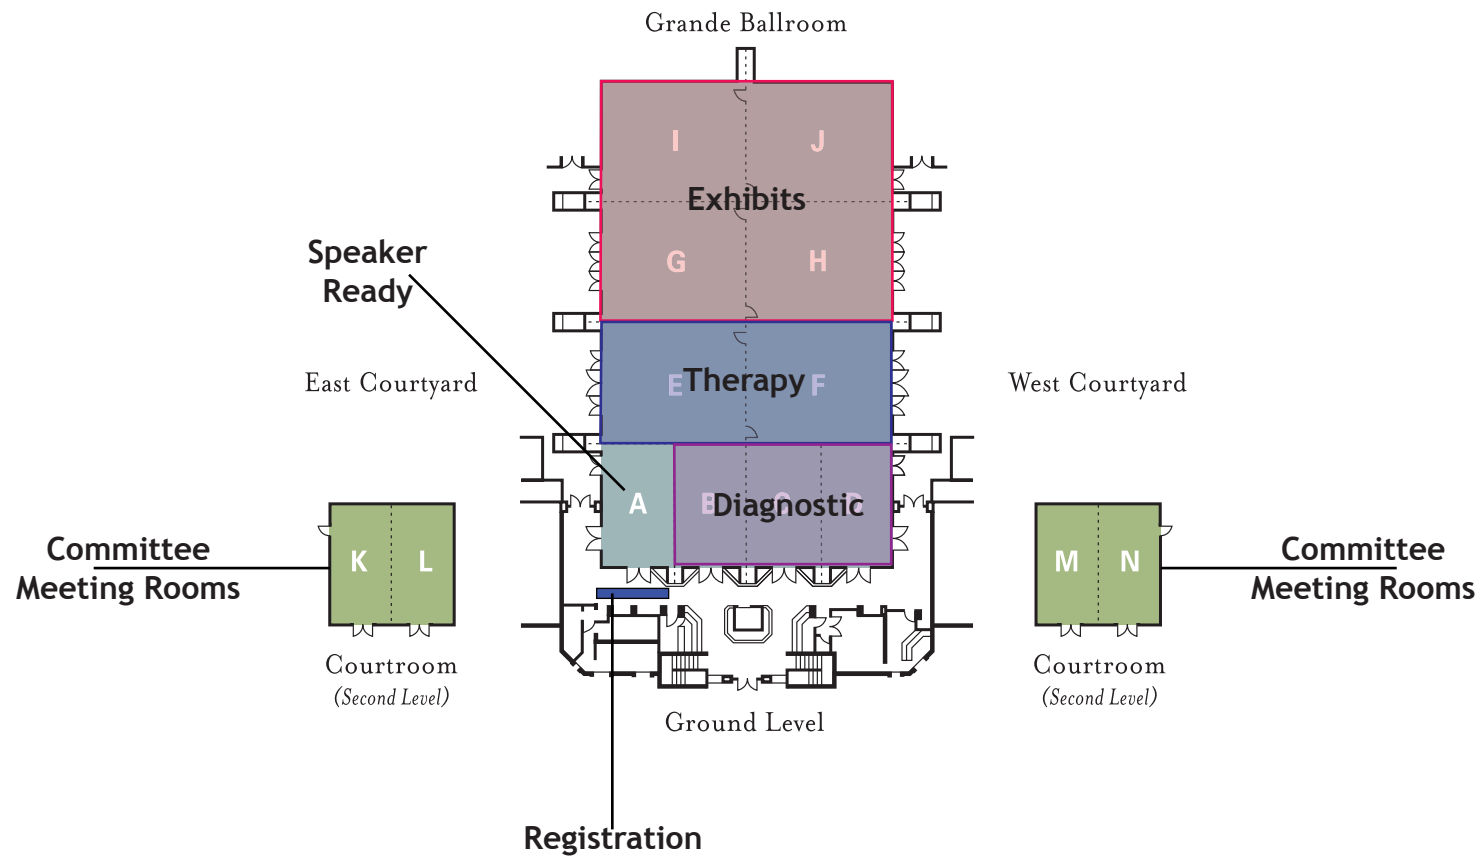 Grande Ballroom
I
J
Exhibits
G
H
Speaker
Ready
East Courtyard
E
Therapy
F
West Courtyard
A
B
Diagnostic
C
D
Committee
Meeting Rooms
K
L
M
N
Committee
Meeting Rooms
Courtroom
(Second Level)
Courtroom
(Second Level)
Ground Level
Registration